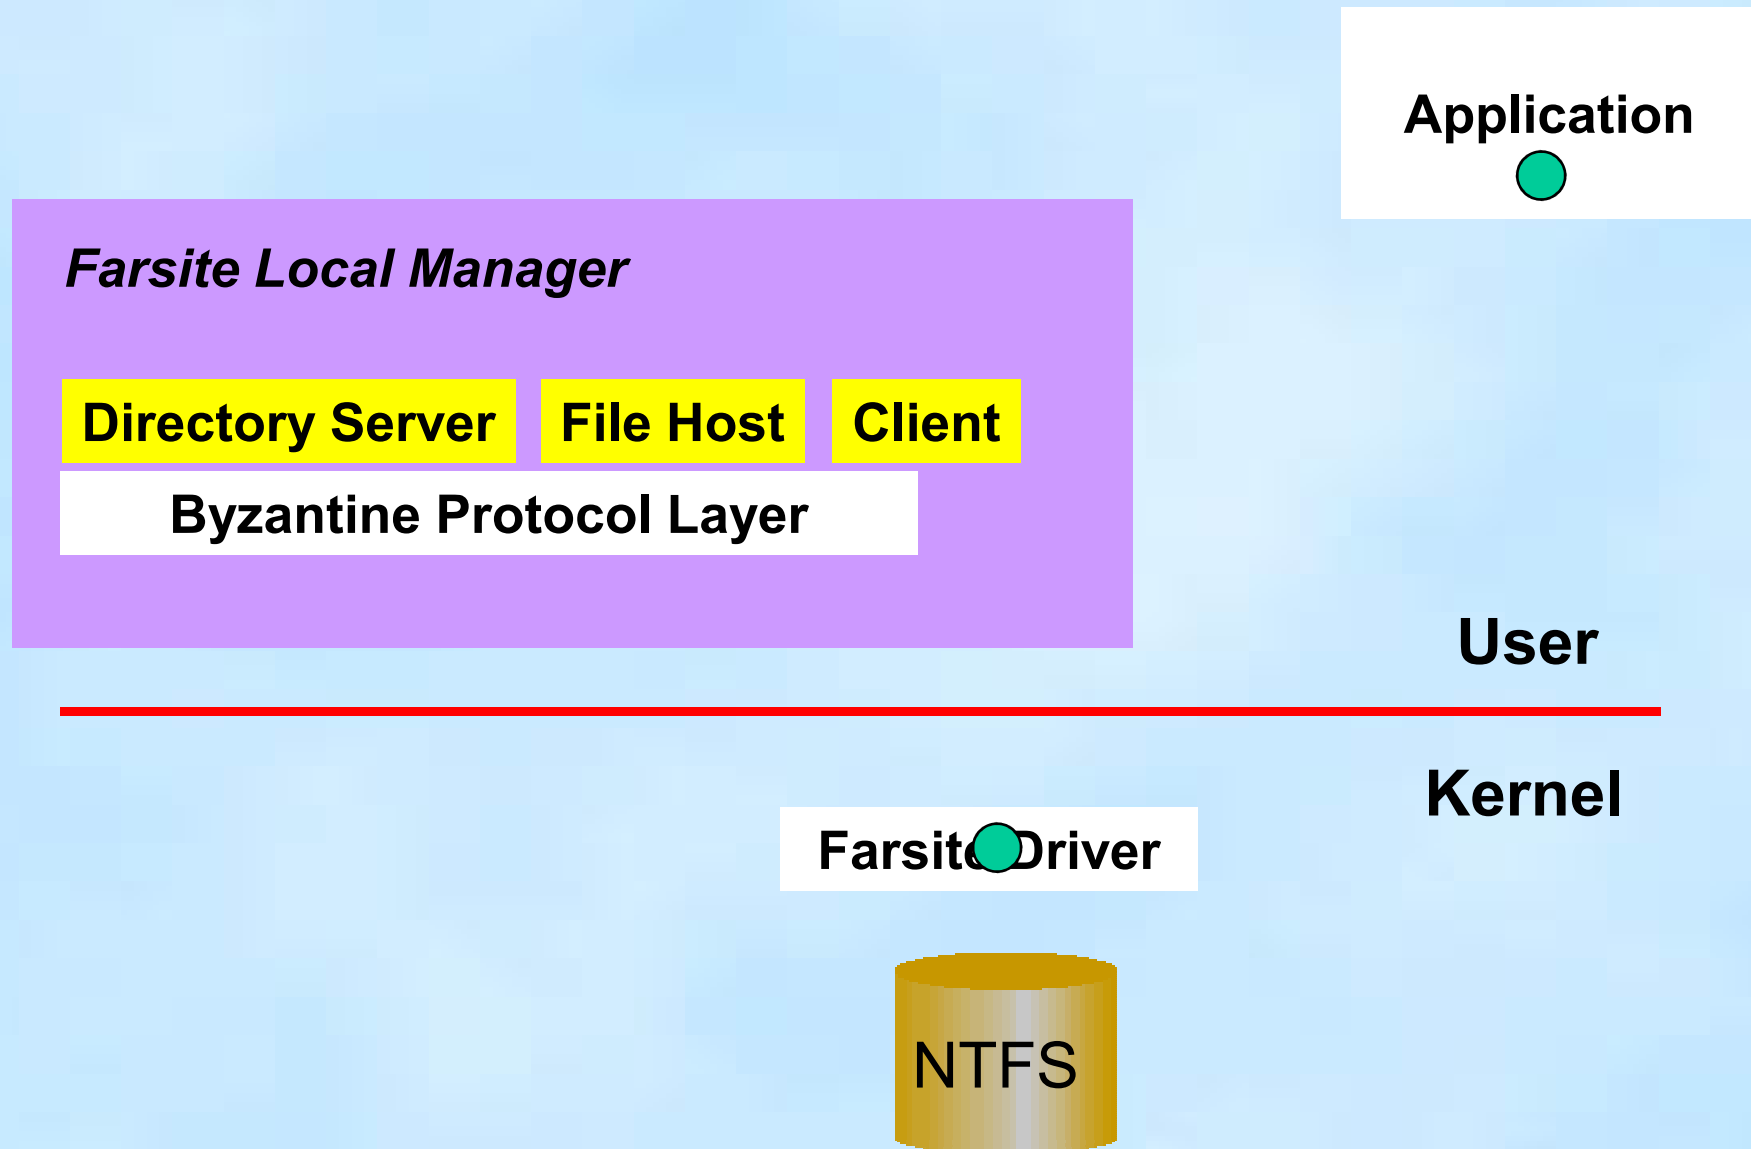 Application
Farsite Local Manager
Directory Server
File Host
Client
Byzantine Protocol Layer
User
Kernel
Farsite Driver
NTFS